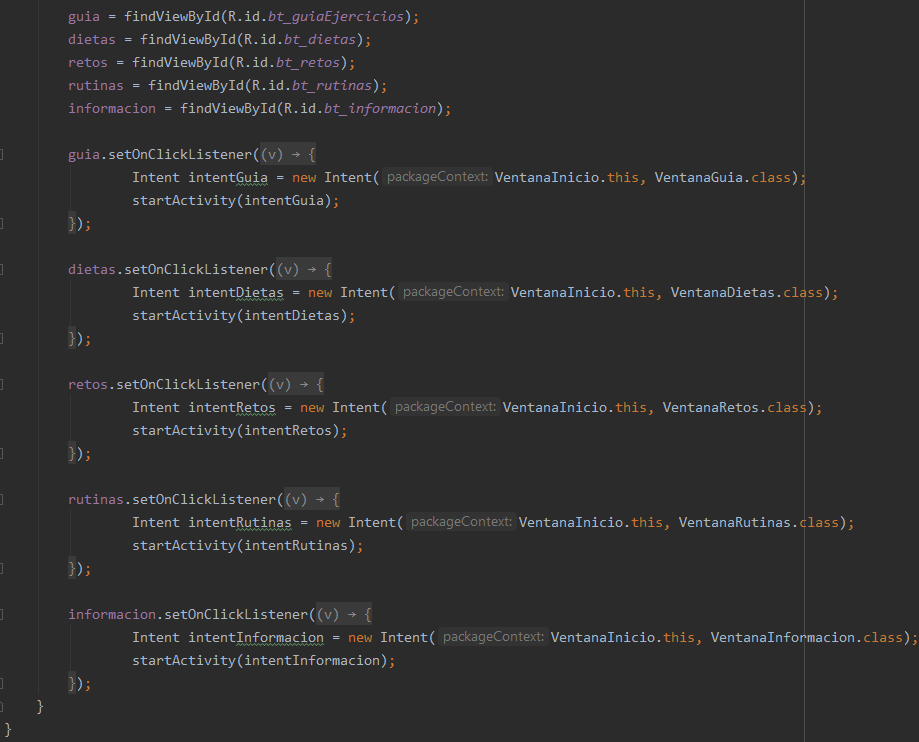 guia = findViewById(R.id.bt_guiaEjercicios);
dietas = findViewById(R.id.bt_dietas);
retos = findViewById(R.id.bt_retos);
rutinas = findViewById(R.id.bt_rutinas);
informacion = findViewById(R.id.bt_informacion);
guia.setOnClickListener((v) → {
Intent intentGuia = new Intent( packageContext: VentanaInicio.this, VentanaGuia.class);
startActivity(intentGuia);
});
dietas.setOnClickListener((v) → {
Intent intentDietas = new Intent( packageContext: VentanaInicio.this, VentanaDietas.class);
startActivity(intentDietas);
});
retos.setOnClickListener((v) → {
Intent intentRetos = new Intent( packageContext: VentanaInicio.this, VentanaRetos.class);
startActivity(intentRetos);
});
rutinas.setOnClickListener((v) → {
Intent intentRutinas = new Intent( packageContext: VentanaInicio.this, VentanaRutinas.class);
startActivity(intentRutinas);
});
informacion.setOnClickListener((v) → {
Intent intentInformacion = new Intent( packageContext: VentanaInicio.this, VentanaInformacion.class);
startActivity(intentInformacion);
});
}
}